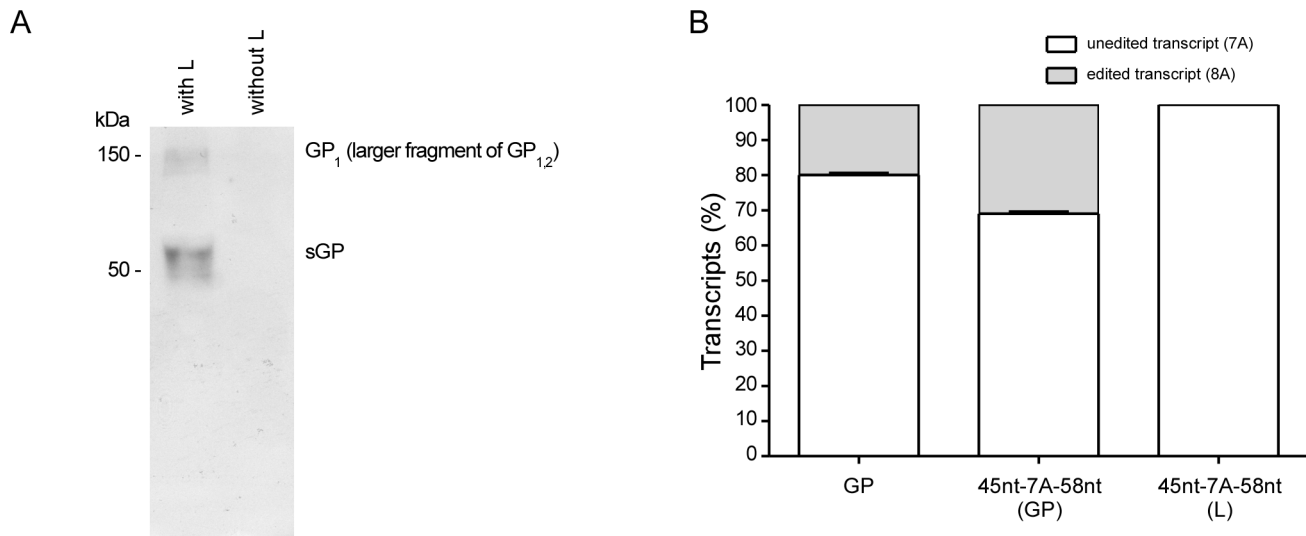 A
with L
without L
kDa
150 -
GP1 (larger fragment of GP1,2)
sGP
50 -
B
unedited transcript (7A)
edited transcript (8A)
Transcripts (%)
100
90
80
70
60
50
40
30
20
10
0
GP
45nt-7A-58nt
(GP)
45nt-7A-58nt
(L)